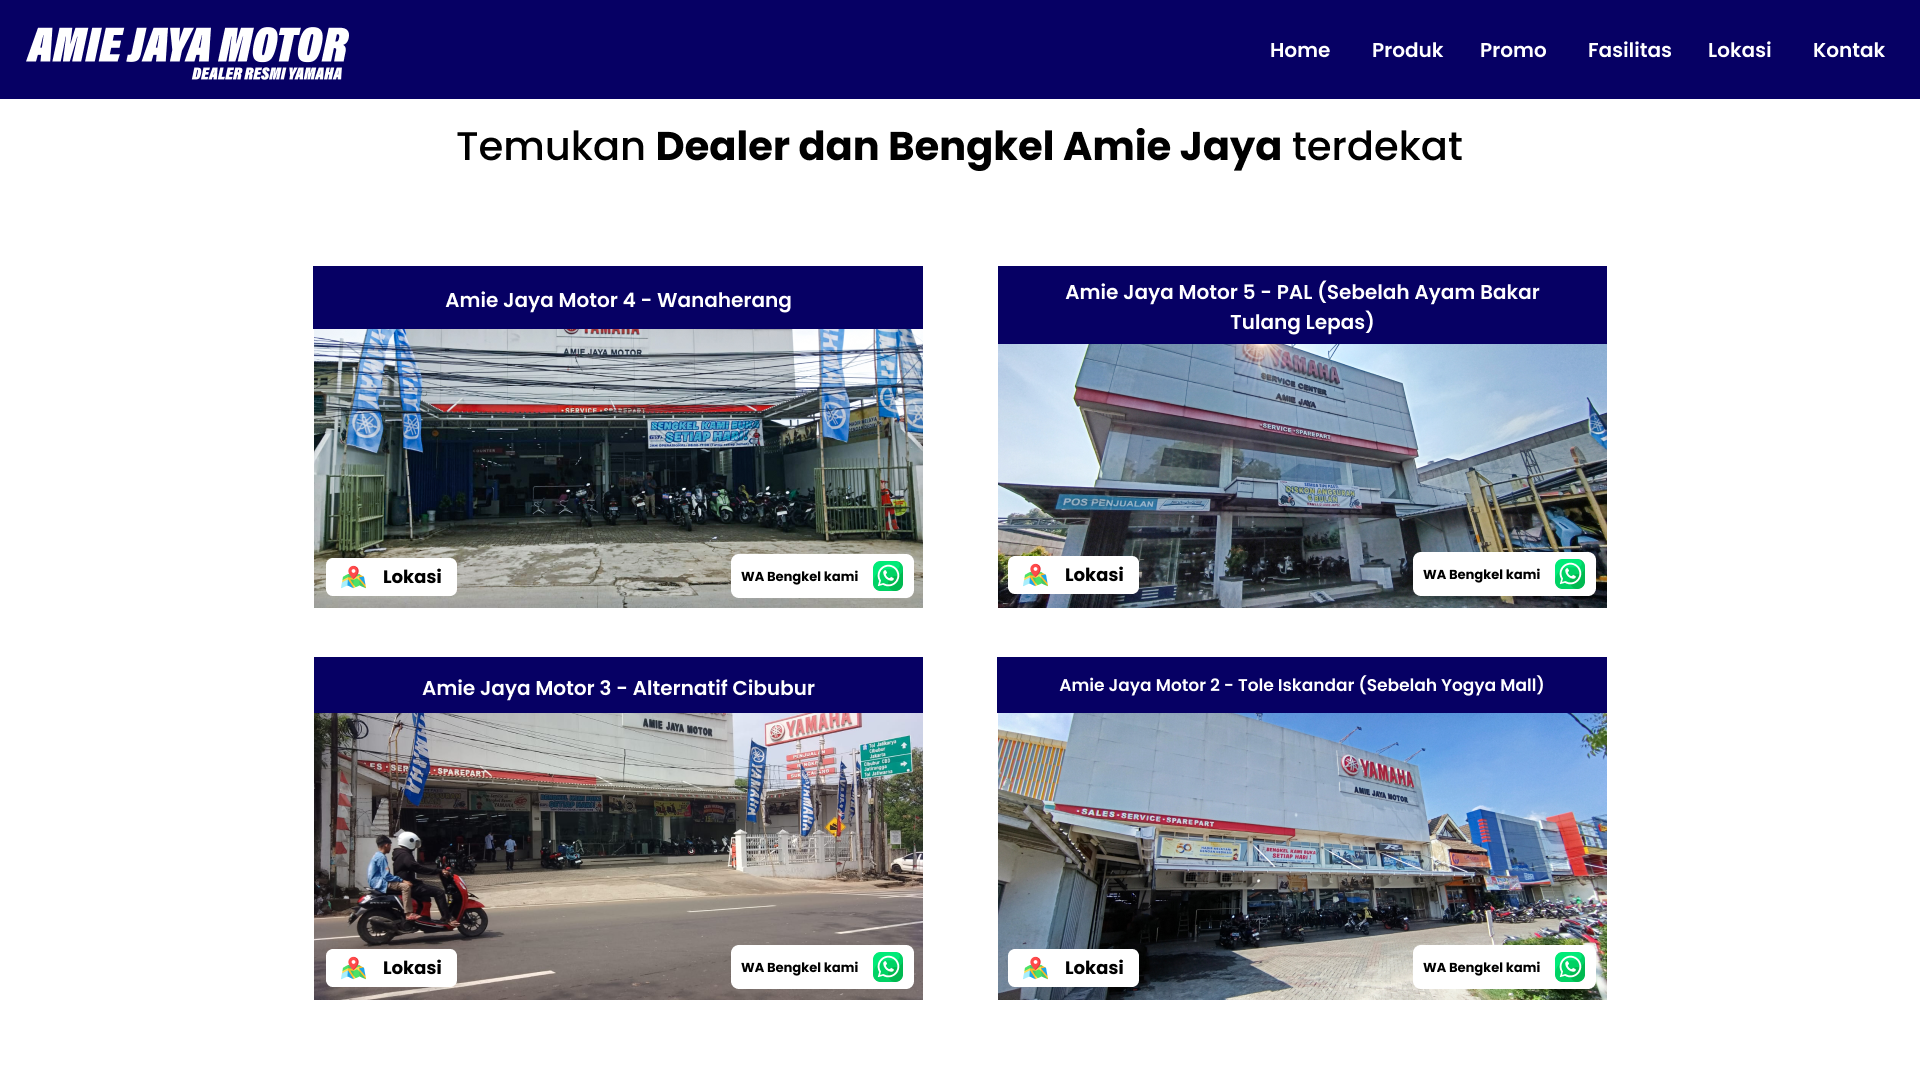 AMIE JAYA MOTOR
DEALER RESMI YAMAHA
Home Produk Promo Fasilitas Lokasi Kontak
Temukan Dealer dan Bengkel Amie Jaya terdekat
Amie Jaya Motor 4 - Wanaherang
YAMAHA
AMIE JAYA MOTOR
SERVICE SPAREPART
BENGKEL KAMI BUKA
SETIAP HARI
Lokasi
WA Bengkel kami
Amie Jaya Motor 5 - PAL (Sebelah Ayam Bakar
Tulang Lepas)
YAMAHA
SERVICE CENTER
AMIE JAYA
SERVICE·SPAREPART
POS PENJUALAN
Lokasi
WA Bengkel kami
Amie Jaya Motor 3 - Alternatif Cibubur
AMIE JAYA MOTOR
YAMAHA
SPAREPART
YAMAHA
Lokasi
WA Bengkel kami
Amie Jaya Motor 2 - Tole Iskandar (Sebelah Yogya Mall)
YAMAHA
AMIE JAYA MOTOR
·SALES·SERVICE·SPAREPART
BENGKEL KAMI BUKA
SETIAP HARI
Lokasi
WA Bengkel kami